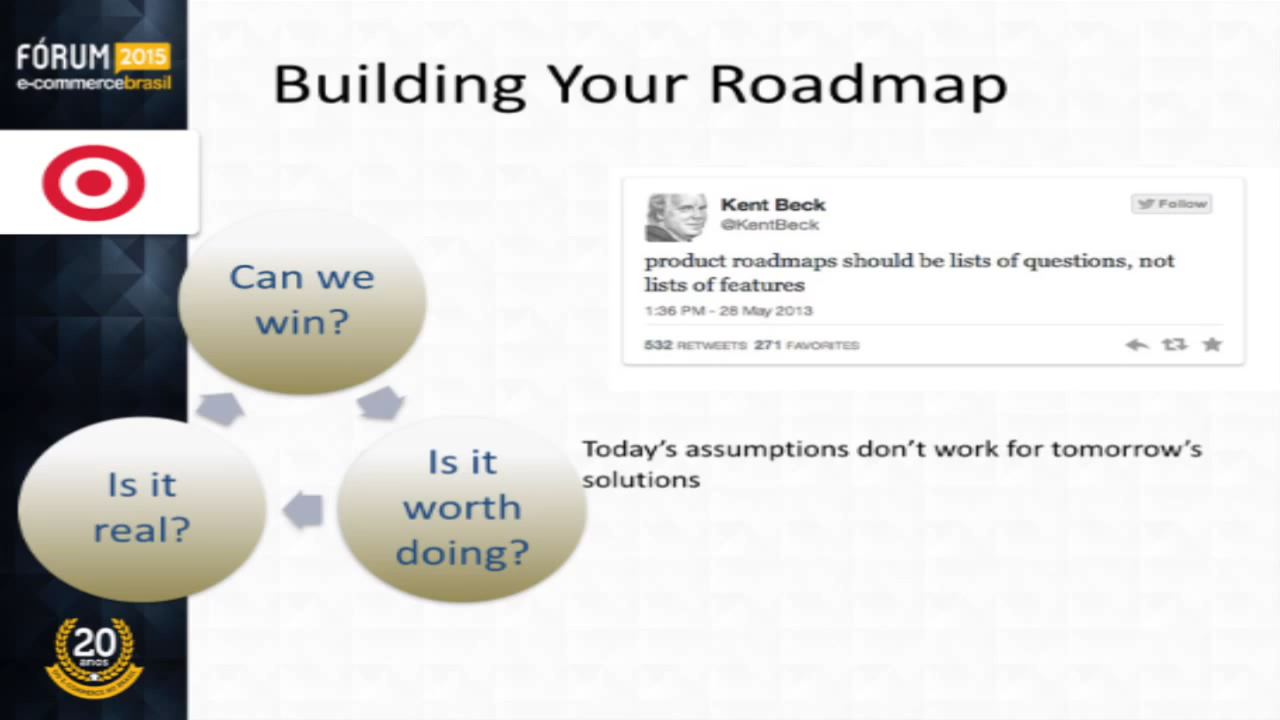 FÓRUM 2015
e-commercebrasil
Building Your Roadmap
Kent Beck
@KentBeck
Follow
product roadmaps should be lists of questions, not
lists of features
1:36 PM - 28 May 2013
532 RETWEETS 271 FAVORITES
Can we
win?
Is it
worth
doing?
Is it
real?
Today’s assumptions don’t work for tomorrow’s
solutions
20
anos